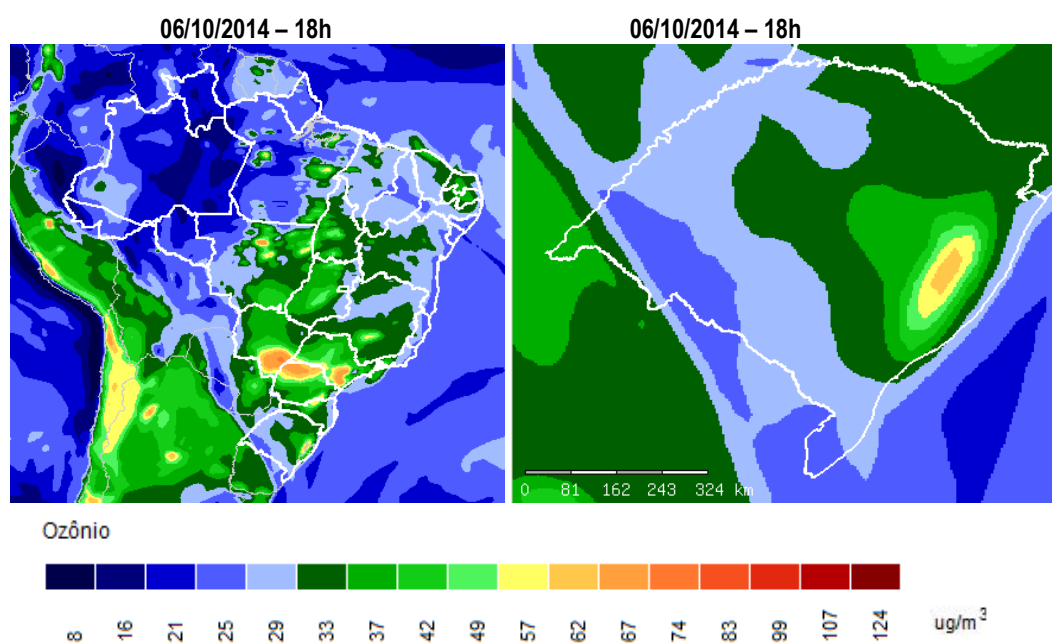 06/10/2014 – 18h
06/10/2014 – 18h
0 81 162 243 324 km
Ozônio
8 16 21 25 29 33 37 42 49 57 62 67 74 83 99 107 124 ug/m³